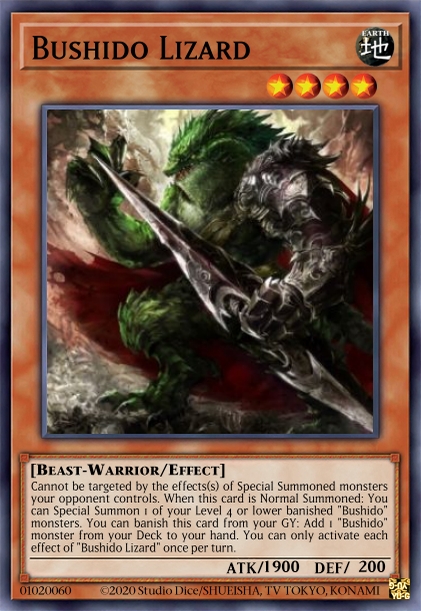 BUSHIDO LIZARD
EARTH
地
[BEAST-WARRIOR/EFFECT]
Cannot be targeted by the effects(s) of Special Summoned monsters
your opponent controls. When this card is Normal Summoned: You
can Special Summon 1 of your Level 4 or lower banished "Bushido"
monsters. You can banish this card from your GY: Add 1 "Bushido"
monster from your Deck to your hand. You can only activate each
effect of "Bushido Lizard" once per turn.
ATK/1900 DEF/ 200
01020060 ©2020 Studio Dice/SHUEISHA, TV TOKYO, KONAMI